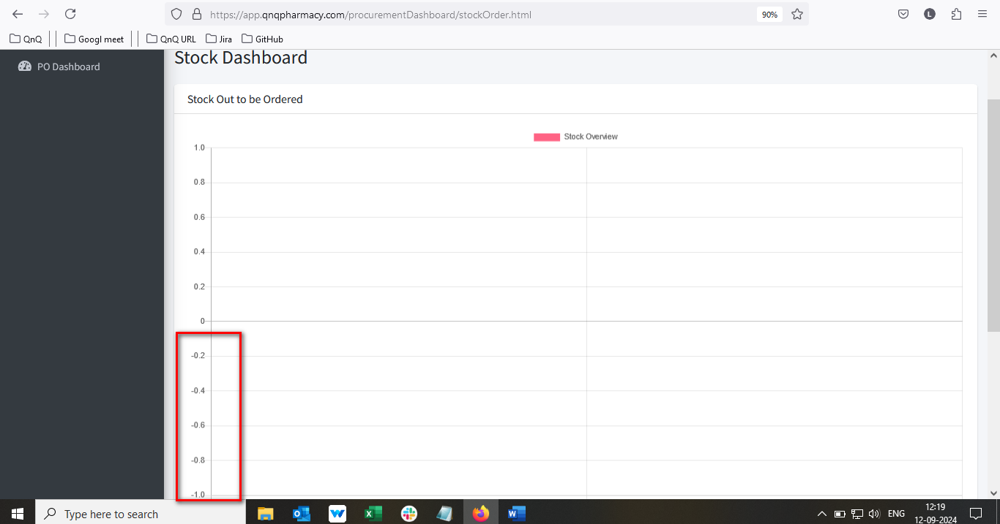 https://app.qnqpharmacy.com/procurementDashboard/stockOrder.html
90%
L
QnQ
Googl meet
QnQ URL
Jira
GitHub
PO Dashboard
Stock Dashboard
Stock Out to be Ordered
Stock Overview
1.0
0.8
0.6
0.4
0.2
0
-0.2
-0.4
-0.6
-0.8
-1.0
Type here to search
ENG
12:19
12-09-2024